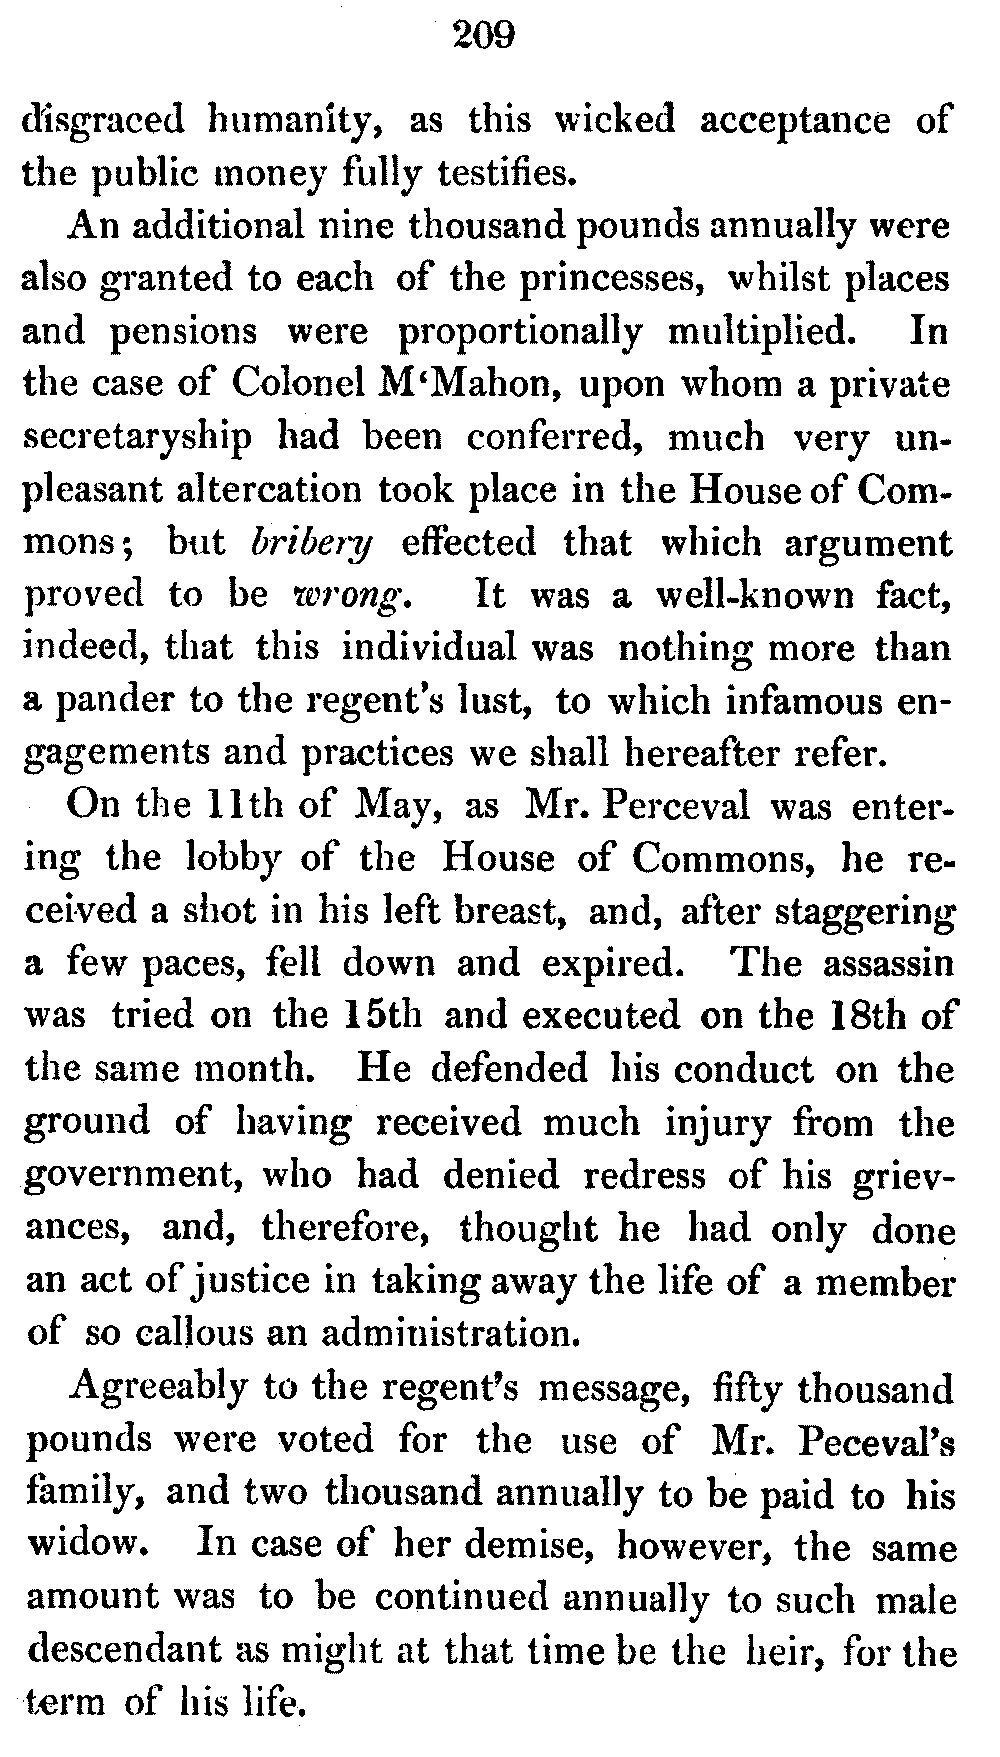 209
disgraced humanity, as this wicked acceptance of
the public money fully testifies.
An additional nine thousand pounds annually were
also granted to each of the princesses, whilst places
and pensions were proportionally multiplied. In
the case of Colonel M‘Mahon, upon whom a private
secretaryship had been conferred, much very un-
pleasant altercation took place in the House of Com-
mons; but bribery effected that which argument
proved to be wrong. It was a well-known fact,
indeed, that this individual was nothing more than
a pander to the regent's lust, to which infamous en-
gagements and practices we shall hereafter refer.
On the 11th of May, as Mr. Perceval was enter-
ing the lobby of the House of Commons, he re-
ceived a shot in his left breast, and, after staggering
a few paces, fell down and expired. The assassin
was tried on the 15th and executed on the 18th of
the same month. He defended his conduct on the
ground of having received much injury from the
government, who had denied redress of his griev-
ances, and, therefore, thought he had only done
an act of justice in taking away the life of a member
of so callous an administration.
Agreeably to the regent's message, fifty thousand
pounds were voted for the use of Mr. Peceval's
family, and two thousand annually to be paid to his
widow. In case of her demise, however, the same
amount was to be continued annually to such male
descendant as might at that time be the heir, for the
term of his life.